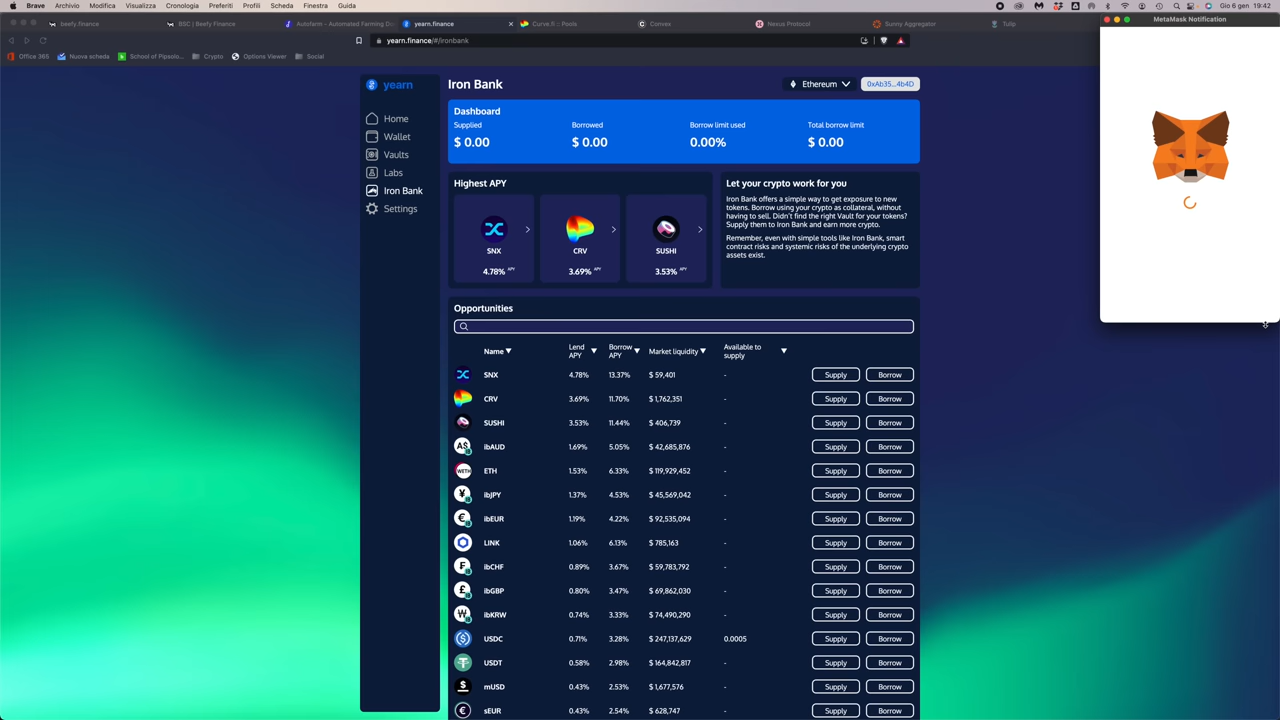 Brave Archivio Modifica Visualizza Cronologia Preferiti Profili Scheda Finestra Guida Gio 6 gen 19:42
beefy.finance BSC | Beefy Finance Autofarm - Automated Farming Do yearn.finance Curve.fi :: Pools Convex Nexus Protocol Sunny Aggregator Tulip
MetaMask Notification
yearn.finance/#/ironbank
Office 365 Nuova scheda School of Pipsolo... Crypto Options Viewer Social
yearn
Home
Wallet
Vaults
Labs
Iron Bank
Settings
Iron Bank
Ethereum
0xAb35...4b4D
Dashboard
Supplied Borrowed Borrow limit used Total borrow limit
$ 0.00 $ 0.00 0.00% $ 0.00
Highest APY
SNX CRV SUSHI
4.78% APY 3.69% APY 3.53% APY
Let your crypto work for you
Iron Bank offers a simple way to get exposure to new
tokens. Borrow using your crypto as collateral, without
having to sell. Didn't find the right Vault for your tokens?
Supply them to Iron Bank and earn more crypto.
Remember, even with simple tools like Iron Bank, smart
contract risks and systemic risks of the underlying crypto
assets exist.
Opportunities
Name Lend APY Borrow APY Market liquidity Available to supply
SNX 4.78% 13.37% $ 59,401 - Supply Borrow
CRV 3.69% 11.70% $ 1,762,351 - Supply Borrow
SUSHI 3.53% 11.44% $ 406,739 - Supply Borrow
A$ ibAUD 1.69% 5.05% $ 42,685,876 - Supply Borrow
WETH ETH 1.53% 6.33% $ 119,929,452 - Supply Borrow
¥ ibJPY 1.37% 4.53% $ 45,569,042 - Supply Borrow
€ ibEUR 1.19% 4.22% $ 92,535,094 - Supply Borrow
LINK 1.06% 6.13% $ 785,163 - Supply Borrow
₣ ibCHF 0.89% 3.67% $ 59,783,792 - Supply Borrow
£ ibGBP 0.80% 3.47% $ 69,862,030 - Supply Borrow
₩ ibKRW 0.74% 3.33% $ 74,490,290 - Supply Borrow
USDC 0.71% 3.28% $ 247,137,629 0.0005 Supply Borrow
USDT 0.58% 2.98% $ 164,842,817 - Supply Borrow
mUSD 0.43% 2.53% $ 1,677,576 - Supply Borrow
sEUR 0.43% 2.54% $ 628,747 - Supply Borrow